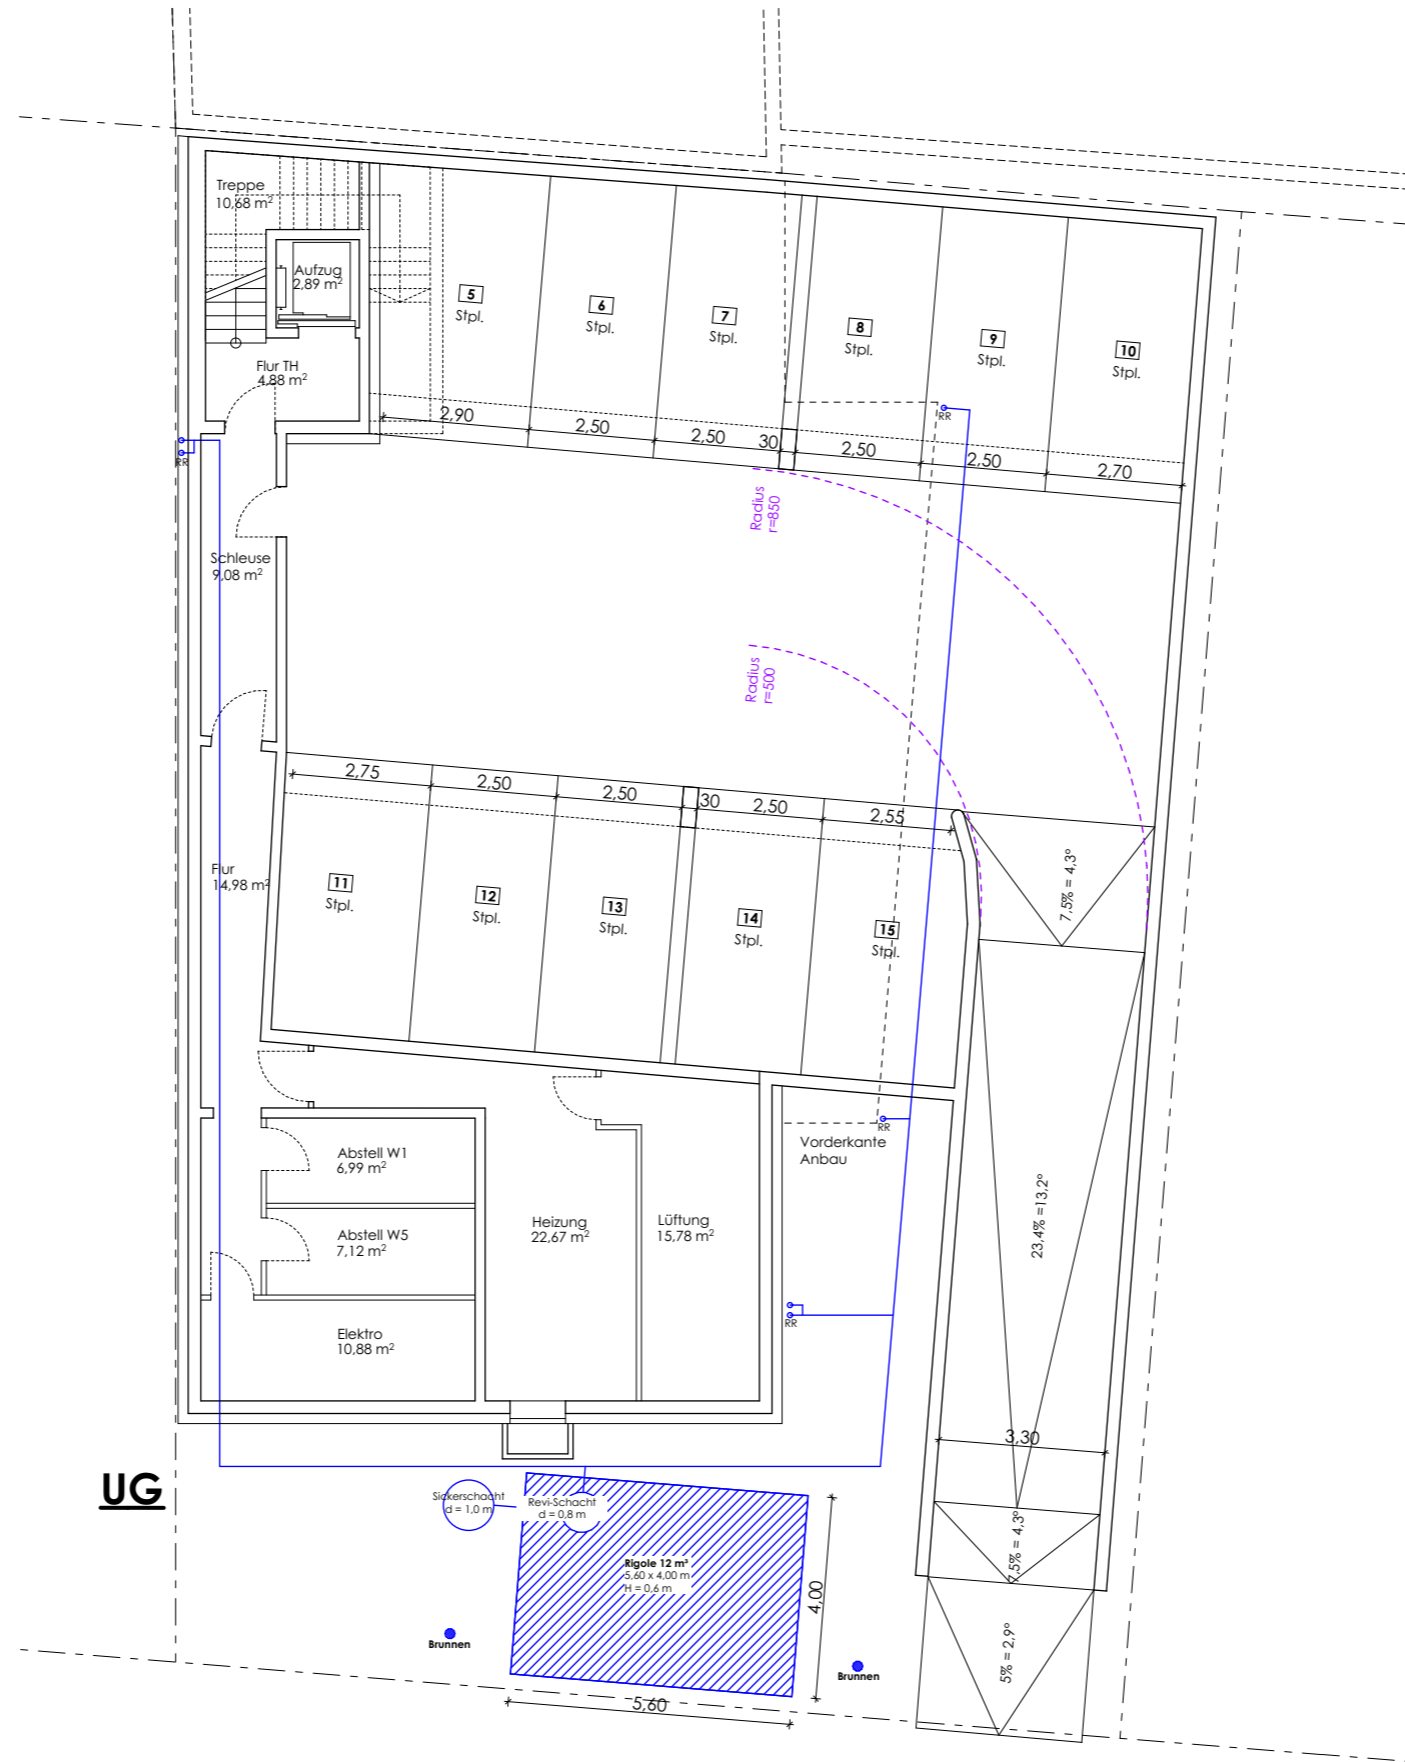 Treppe
10,68 m²
Aufzug
2,89 m²
Flur TH
4,88 m²
5
Stpl.
6
Stpl.
7
Stpl.
8
Stpl.
9
Stpl.
10
Stpl.
2,90
2,50
2,50
30
2,50
2,50
2,70
RR
RR
Radius
r=850
Radius
r=500
Schleuse
9,08 m²
2,75
2,50
2,50
30
2,50
2,55
Flur
14,98 m²
11
Stpl.
12
Stpl.
13
Stpl.
14
Stpl.
15
Stpl.
7,5% = 4,3°
RR
Vorderkante
Anbau
Abstell W1
6,99 m²
Abstell W5
7,12 m²
Heizung
22,67 m²
Lüftung
15,78 m²
23,4% =13,2°
RR
Elektro
10,88 m²
3,30
UG
Sickerschacht
d = 1,0 m
Revi-Schacht
d = 0,8 m
7,5% = 4,3°
Rigole 12 m³
5,60 x 4,00 m
H = 0,6 m
4,00
Brunnen
Brunnen
5% = 2,9°
5,60